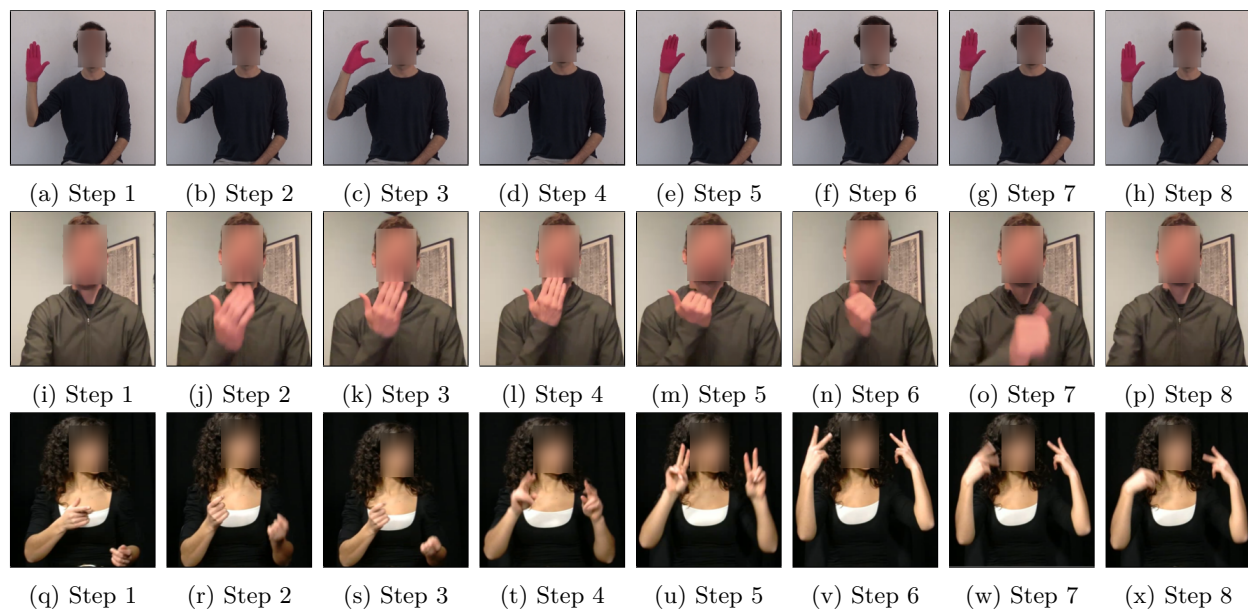 (a) Step 1 (b) Step 2 (c) Step 3 (d) Step 4 (e) Step 5 (f) Step 6 (g) Step 7 (h) Step 8
(i) Step 1 (j) Step 2 (k) Step 3 (l) Step 4 (m) Step 5 (n) Step 6 (o) Step 7 (p) Step 8
(q) Step 1 (r) Step 2 (s) Step 3 (t) Step 4 (u) Step 5 (v) Step 6 (w) Step 7 (x) Step 8